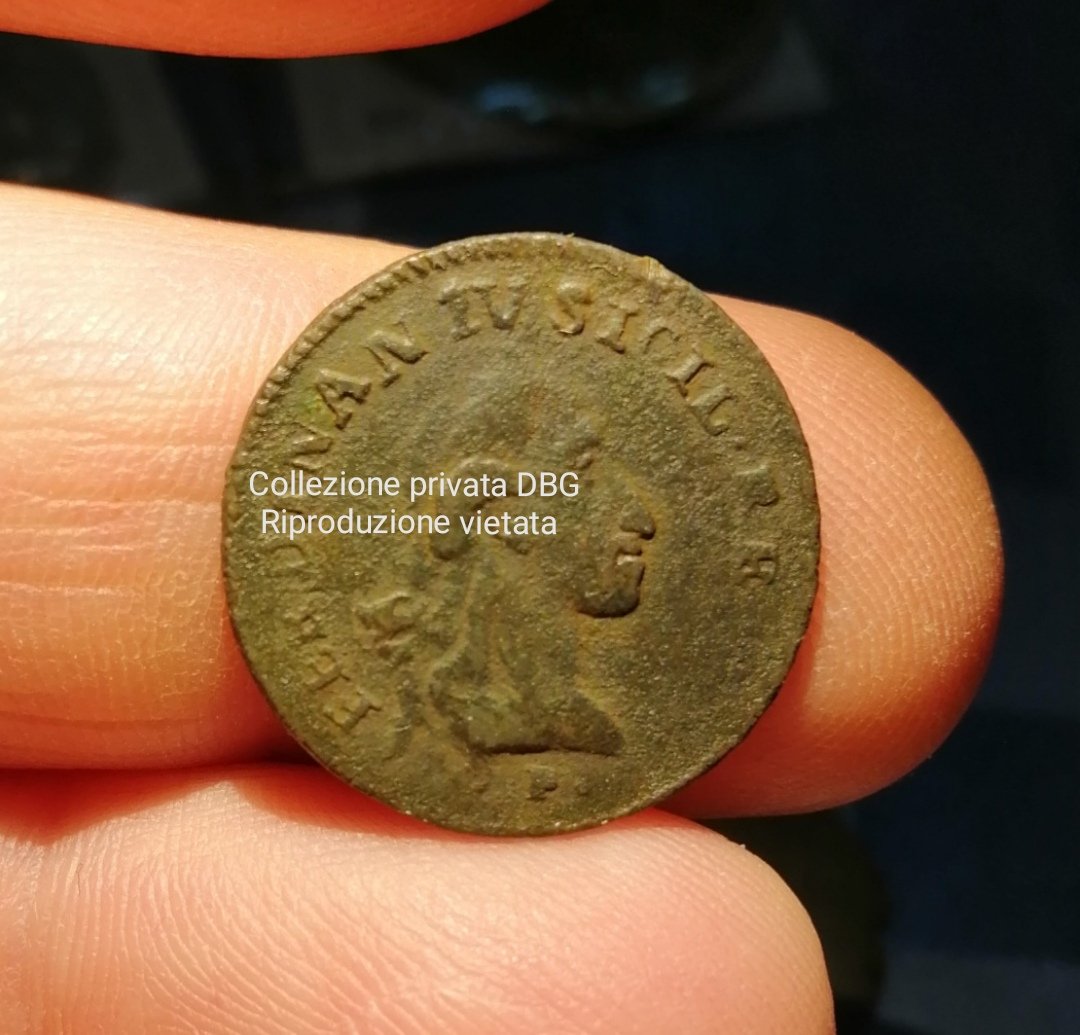 FERDINAN IV SICIL. R.
Collezione privata DBG
Riproduzione vietata
· P ·